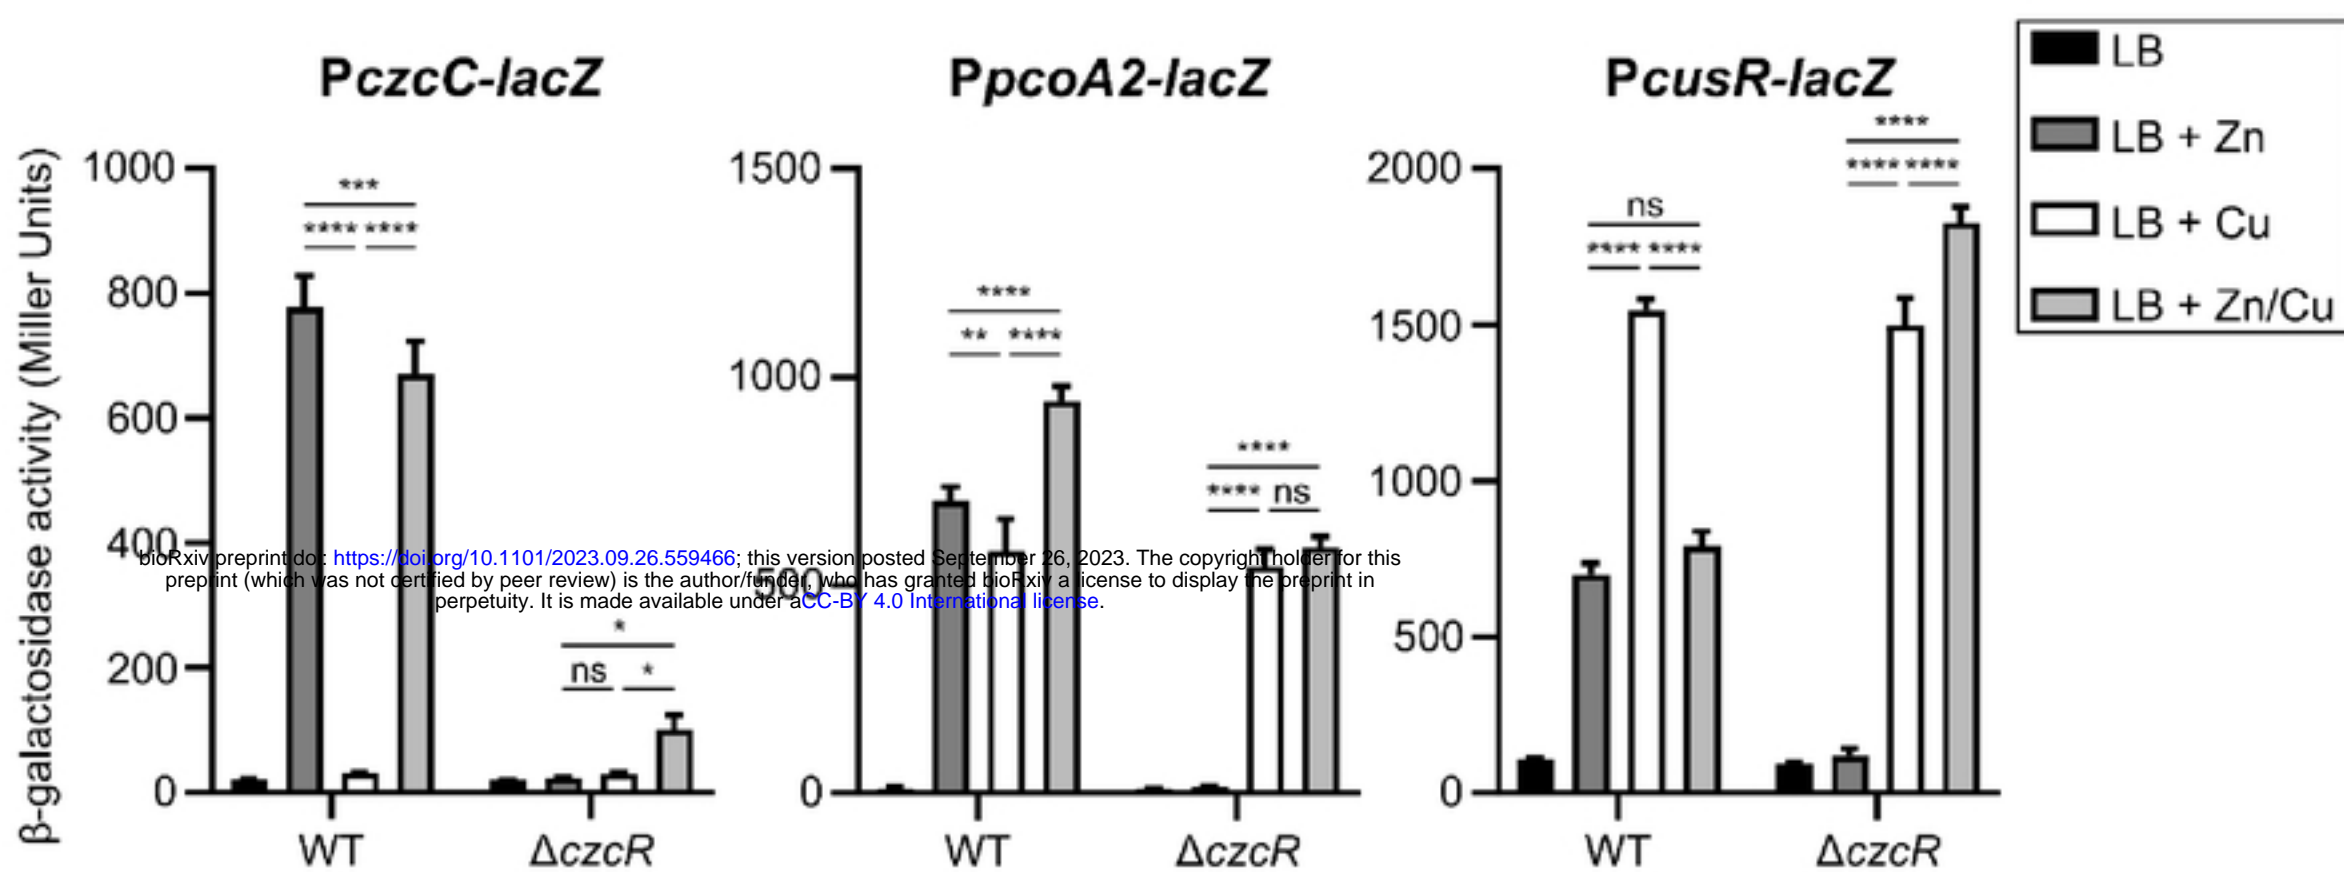 PczcC-lacZ
PpcoA2-lacZ
PcusR-lacZ
LB
LB + Zn
LB + Cu
LB + Zn/Cu
β-galactosidase activity (Miller Units)
1000
800
600
400
200
0
***
**** ****
*
ns *
WT
ΔczcR
1500
1000
500
0
****
** ****
****
**** ns
WT
ΔczcR
2000
1500
1000
500
0
ns
**** ****
****
**** ****
WT
ΔczcR
bioRxiv preprint doi: https://doi.org/10.1101/2023.09.26.559466; this version posted September 26, 2023. The copyright holder for this
preprint (which was not certified by peer review) is the author/funder, who has granted bioRxiv a license to display the preprint in
perpetuity. It is made available under aCC-BY 4.0 International license.